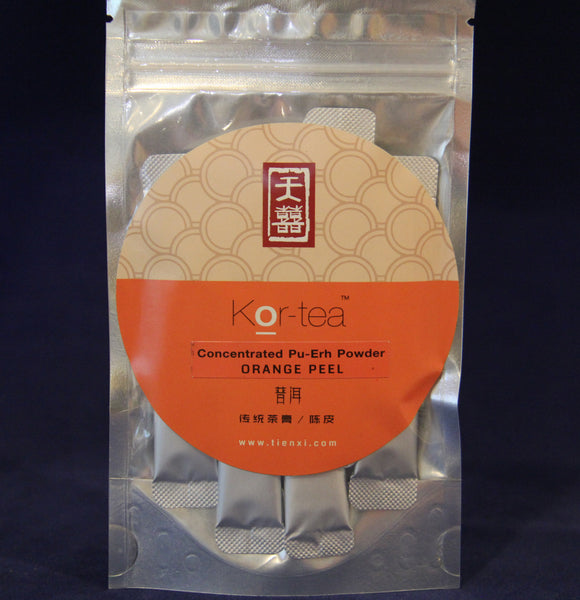 天囍
Kor-tea™
Concentrated Pu-Erh Powder
ORANGE PEEL
普洱
传统茶膏 / 陈皮
www.tienxi.com